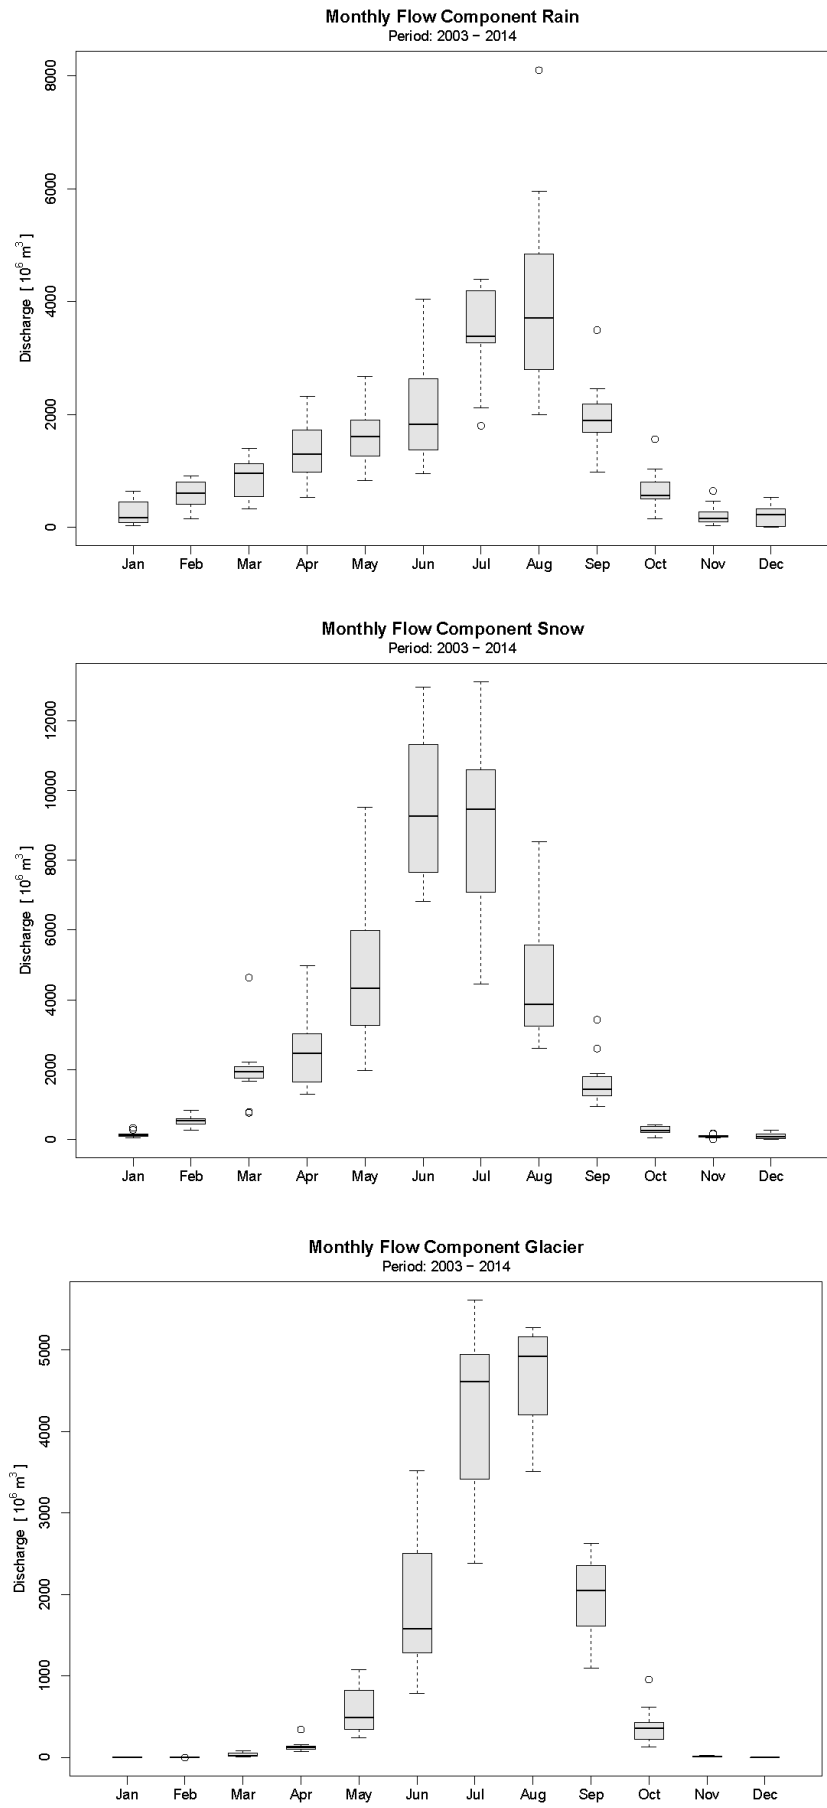 Monthly Flow Component Rain
Period: 2003 − 2014
Discharge [ 10⁶ m³ ]
8000
6000
4000
2000
0
Jan Feb Mar Apr May Jun Jul Aug Sep Oct Nov Dec
Monthly Flow Component Snow
Period: 2003 − 2014
Discharge [ 10⁶ m³ ]
12000
10000
8000
6000
4000
2000
0
Jan Feb Mar Apr May Jun Jul Aug Sep Oct Nov Dec
Monthly Flow Component Glacier
Period: 2003 − 2014
Discharge [ 10⁶ m³ ]
5000
4000
3000
2000
1000
0
Jan Feb Mar Apr May Jun Jul Aug Sep Oct Nov Dec